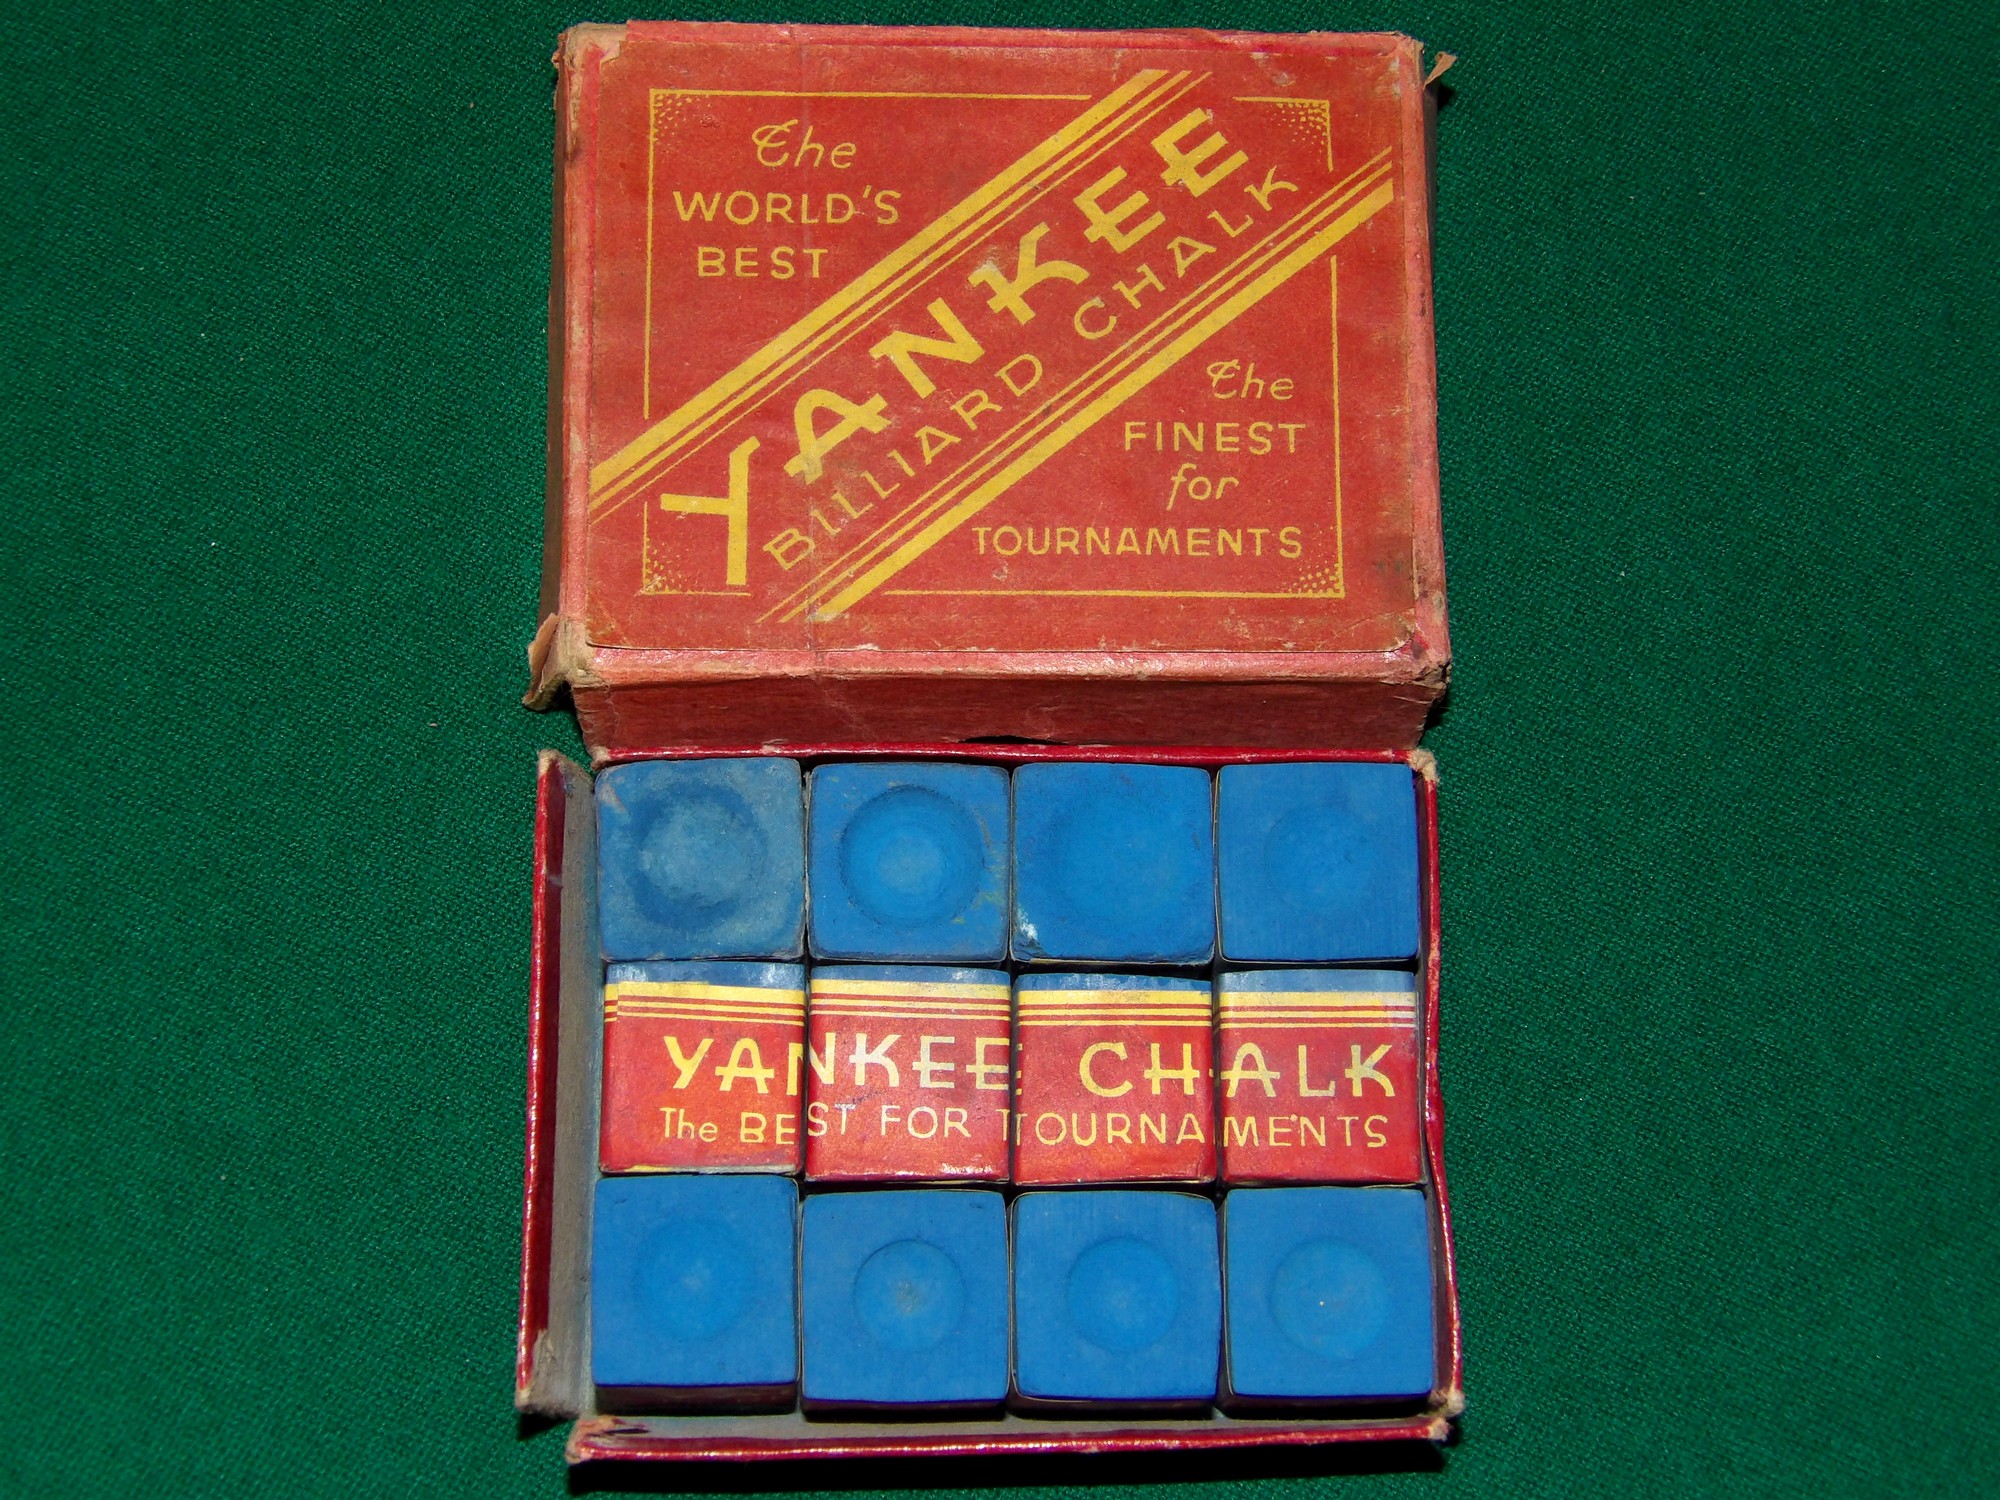 The
WORLD'S
BEST
YANKEE
BILLIARD CHALK
The
FINEST
for
TOURNAMENTS
YANKEE CHALK
The BEST FOR TOURNAMENTS